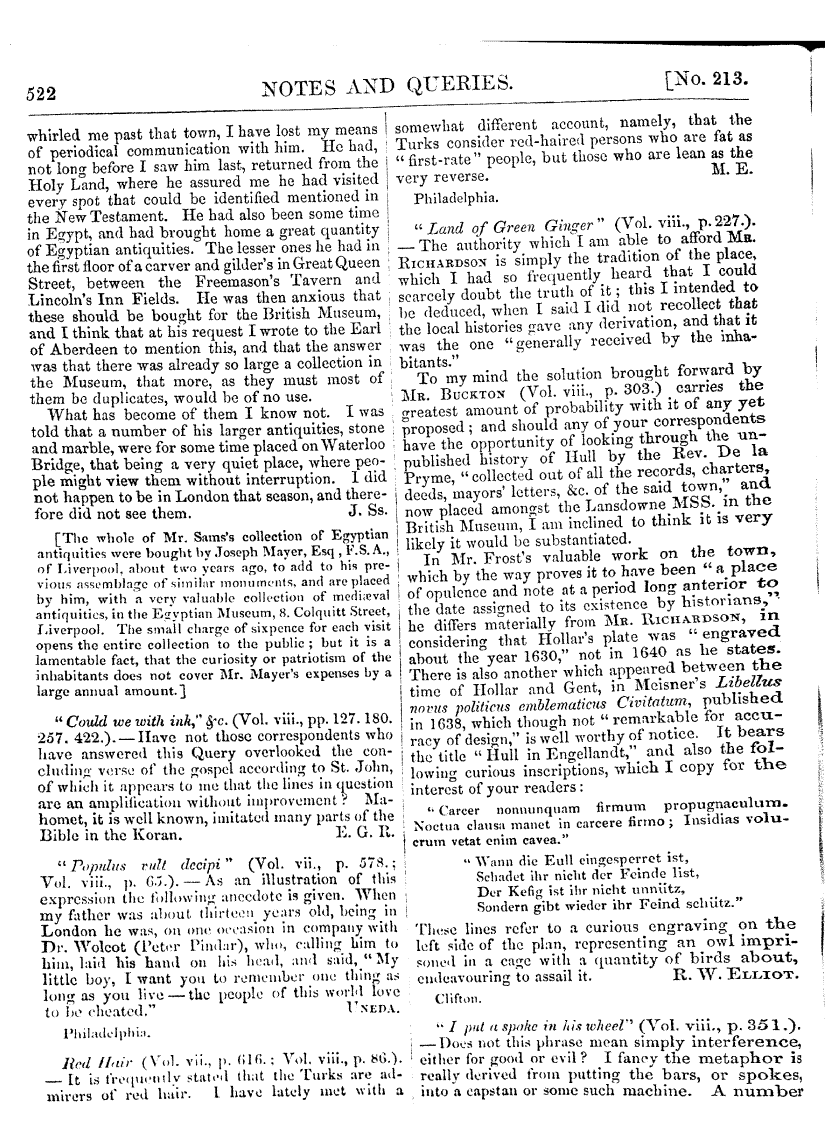 522
NOTES AND QUERIES.
[No. 213.
whirled me past that town, I have lost my means
of periodical communication with him. He had,
not long before I saw him last, returned from the
Holy Land, where he assured me he had visited
every spot that could be identified mentioned in
the New Testament. He had also been some time
in Egypt, and had brought home a great quantity
of Egyptian antiquities. The lesser ones he had in
the first floor of a carver and gilder's in Great Queen
Street, between the Freemason's Tavern and
Lincoln's Inn Fields. He was then anxious that
these should be bought for the British Museum,
and I think that at his request I wrote to the Earl
of Aberdeen to mention this, and that the answer
was that there was already so large a collection in
the Museum, that more, as they must most of
them be duplicates, would be of no use.
What has become of them I know not. I was
told that a number of his larger antiquities, stone
and marble, were for some time placed on Waterloo
Bridge, that being a very quiet place, where peo-
ple might view them without interruption. I did
not happen to be in London that season, and there-
fore did not see them. J. Ss.
[The whole of Mr. Sams's collection of Egyptian
antiquities were bought by Joseph Mayer, Esq , F.S.A.,
of Liverpool, about two years ago, to add to his pre-
vious assemblage of similar monuments, and are placed
by him, with a very valuable collection of mediæval
antiquities, in the Egyptian Museum, 8. Colquitt Street,
Liverpool. The small charge of sixpence for each visit
opens the entire collection to the public ; but it is a
lamentable fact, that the curiosity or patriotism of the
inhabitants does not cover Mr. Mayer's expenses by a
large annual amount.]
"Could we with ink," &c. (Vol. viii., pp. 127. 180.
257. 422.).—Have not those correspondents who
have answered this Query overlooked the con-
cluding verse of the gospel according to St. John,
of which it appears to me that the lines in question
are an amplification without improvement ? Ma-
homet, it is well known, imitated many parts of the
Bible in the Koran. E. G. R.
"Populus vult decipi" (Vol. vii., p. 578.;
Vol. viii., p. 65.).—As an illustration of this
expression the following anecdote is given. When
my father was about thirteen years old, being in
London he was, on one occasion in company with
Dr. Wolcot (Peter Pindar), who, calling him to
him, laid his hand on his head, and said, "My
little boy, I want you to remember one thing as
long as you live—the people of this world love
to be cheated." UNEDA.
Philadelphia.
Red Hair (Vol. vii., p. 616.; Vol. viii., p. 86.).
— It is frequently stated that the Turks are ad-
mirers of red hair. I have lately met with a
somewhat different account, namely, that the
Turks consider red-haired persons who are fat as
"first-rate" people, but those who are lean as the
very reverse. M. E.
Philadelphia.
"Land of Green Ginger" (Vol. viii., p. 227.).
— The authority which I am able to afford MR.
RICHARDSON is simply the tradition of the place,
which I had so frequently heard that I could
scarcely doubt the truth of it ; this I intended to
be deduced, when I said I did not recollect that
the local histories gave any derivation, and that it
was the one "generally received by the inha-
bitants."
To my mind the solution brought forward by
MR. BUCKTON (Vol. viii., p. 303.) carries the
greatest amount of probability with it of any yet
proposed ; and should any of your correspondents
have the opportunity of looking through the un-
published history of Hull by the Rev. De la
Pryme, "collected out of all the records, charters,
deeds, mayors' letters, &c. of the said town," and
now placed amongst the Lansdowne MSS. in the
British Museum, I am inclined to think it is very
likely it would be substantiated.
In Mr. Frost's valuable work on the town,
which by the way proves it to have been "a place
of opulence and note at a period long anterior to
the date assigned to its existence by historians,"
he differs materially from MR. RICHARDSON, in
considering that Hollar's plate was "engraved
about the year 1630," not in 1640 as he states.
There is also another which appeared between the
time of Hollar and Gent, in Meisner's Libellus
novus politicus emblematicus Civitatum, published
in 1638, which though not "remarkable for accu-
racy of design," is well worthy of notice. It bears
the title "Hull in Engellandt," and also the fol-
lowing curious inscriptions, which I copy for the
interest of your readers :
"Carcer nonnunquam firmum propugnaculum.
Noctua clausa manet in carcere firmo ; Insidias volu-
crum vetat enim cavea."
"Wann die Eull eingesperret ist,
Schadet ihr nicht der Feinde list,
Der Kefig ist ihr nicht unnütz,
Sondern gibt wieder ihr Feind schütz."
These lines refer to a curious engraving on the
left side of the plan, representing an owl impri-
soned in a cage with a quantity of birds about,
endeavouring to assail it. R. W. ELLIOT.
Clifton.
"I put a spoke in his wheel" (Vol. viii., p. 351.).
—Does not this phrase mean simply interference,
either for good or evil ? I fancy the metaphor is
really derived from putting the bars, or spokes,
into a capstan or some such machine. A number